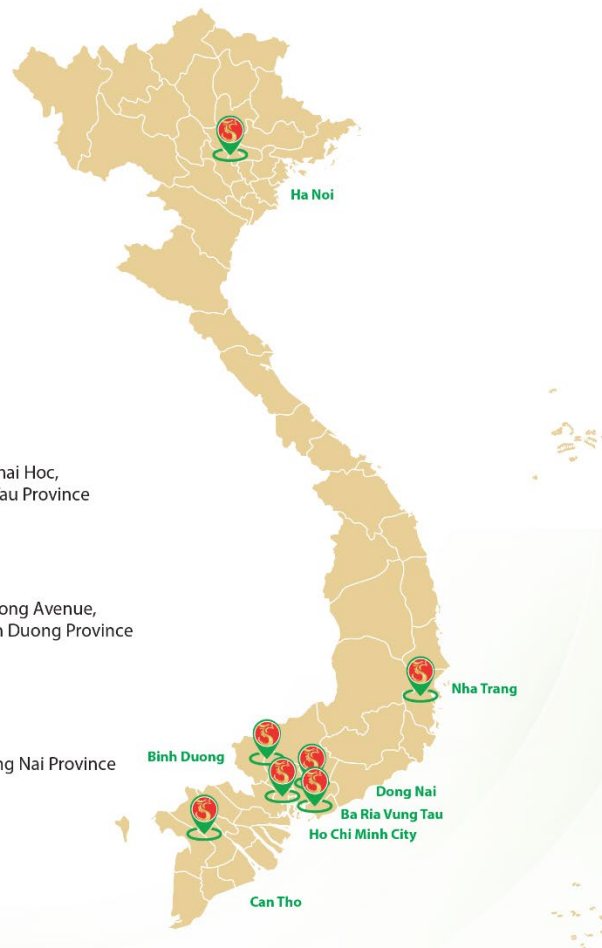 Ha Noi
hai Hoc,
au Province
ong Avenue,
h Duong Province
Nha Trang
Binh Duong
ng Nai Province
Dong Nai
Ba Ria Vung Tau
Ho Chi Minh City
Can Tho